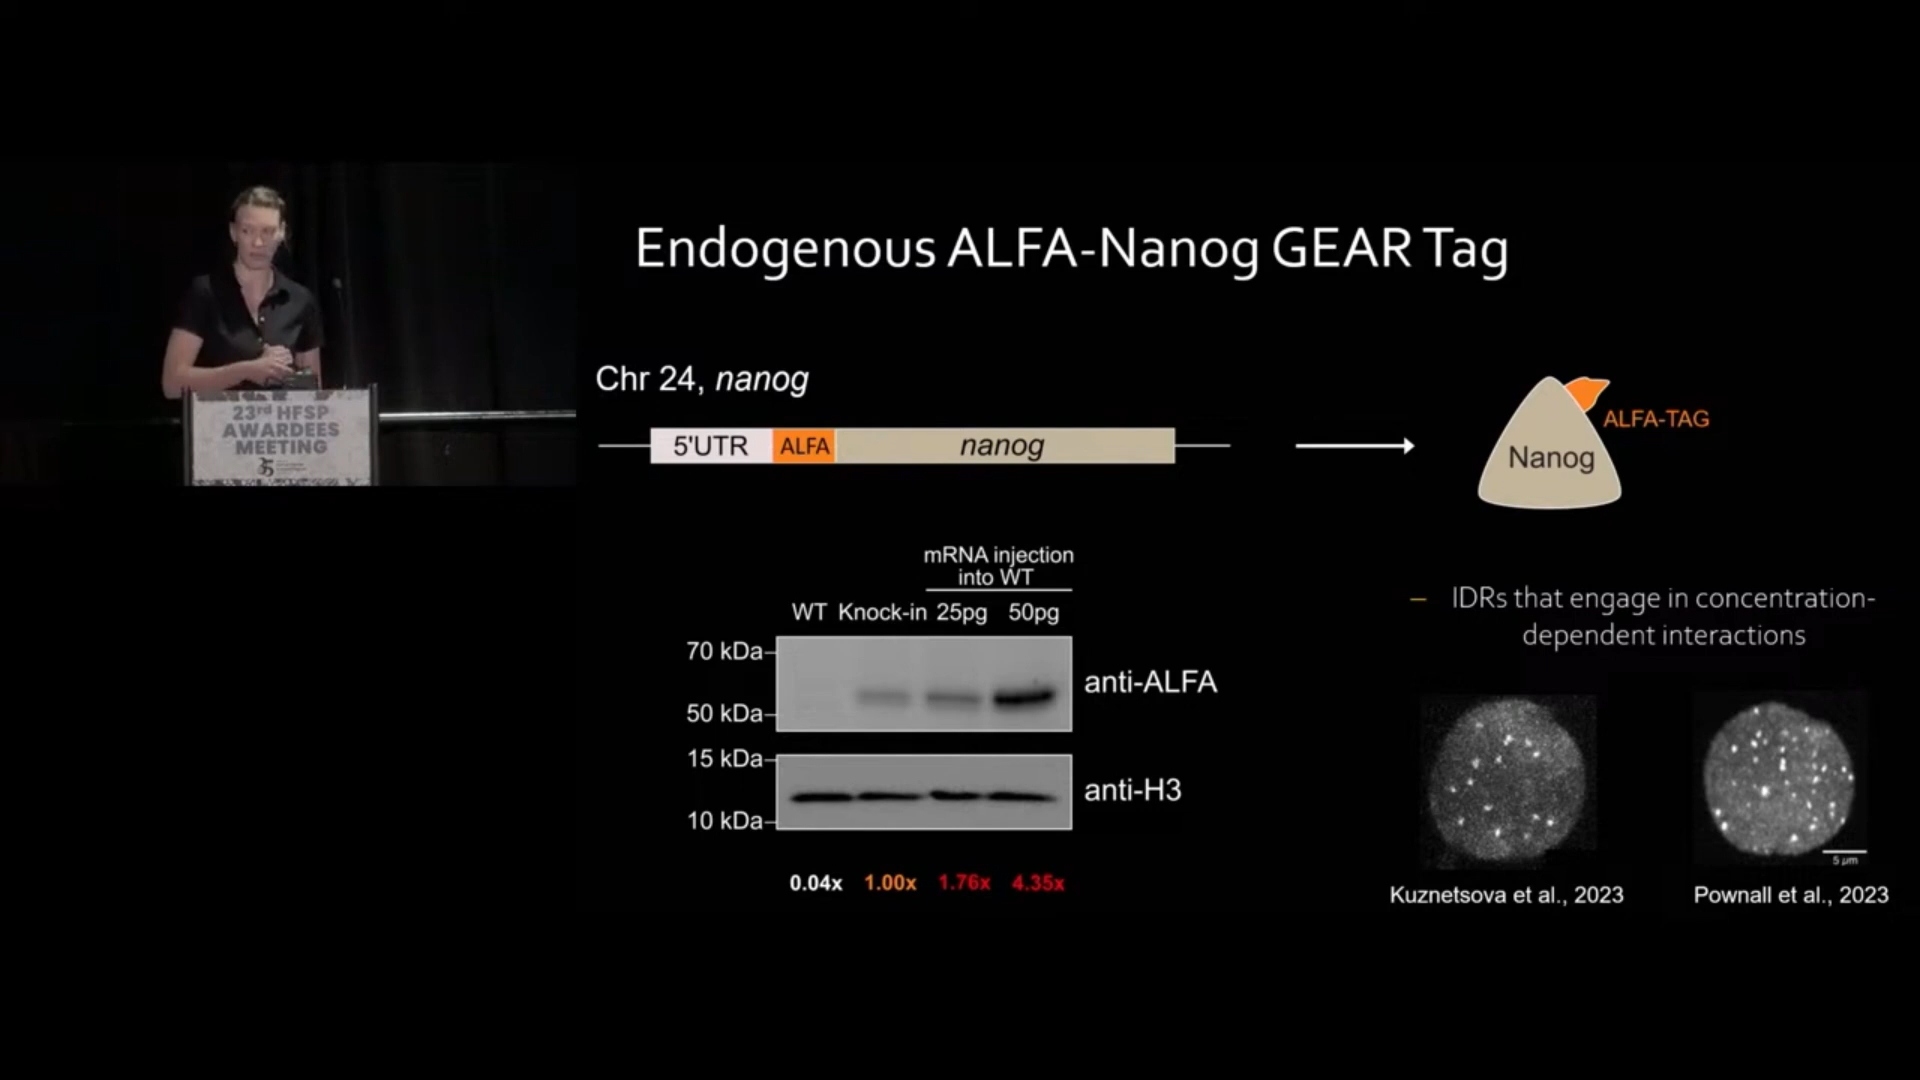 23rd HFSP
AWARDEES
MEETING
35
Endogenous ALFA-Nanog GEAR Tag
Chr 24, nanog
5'UTR ALFA nanog
ALFA-TAG
Nanog
mRNA injection
into WT
WT Knock-in 25pg 50pg
70 kDa
50 kDa
anti-ALFA
15 kDa
10 kDa
anti-H3
0.04x 1.00x 1.76x 4.35x
– IDRs that engage in concentration-
dependent interactions
5 µm
Kuznetsova et al., 2023
Pownall et al., 2023